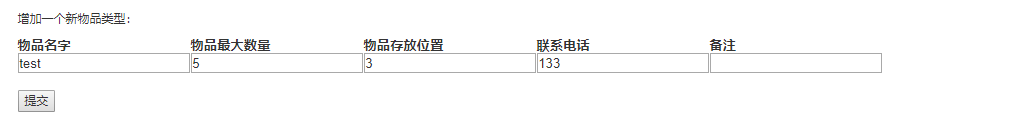 增加一个新物品类型：
物品名字 物品最大数量 物品存放位置 联系电话 备注
test 5 3 133
提交